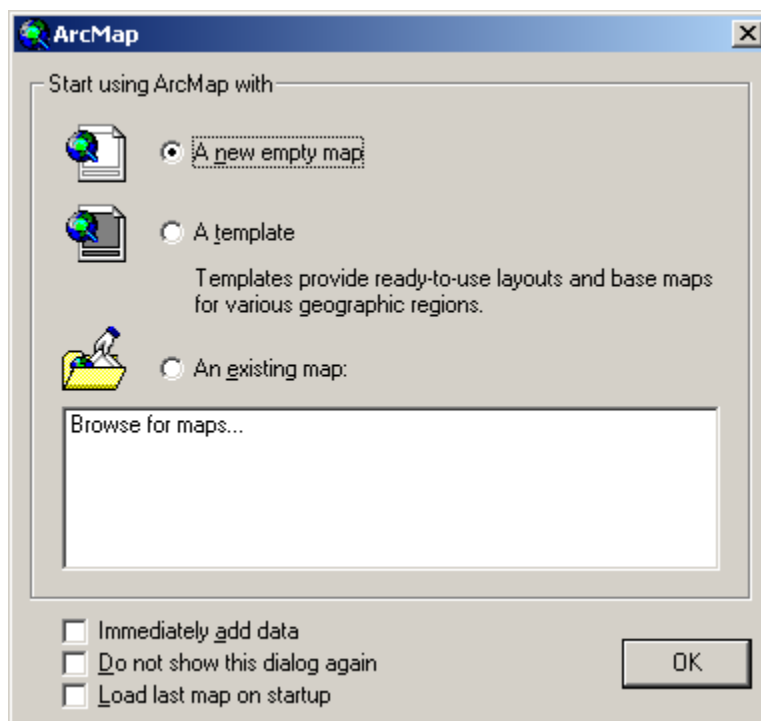 ArcMap
Start using ArcMap with
A new empty map
A template
Templates provide ready-to-use layouts and base maps
for various geographic regions.
An existing map:
Browse for maps...
Immediately add data
Do not show this dialog again
Load last map on startup
OK